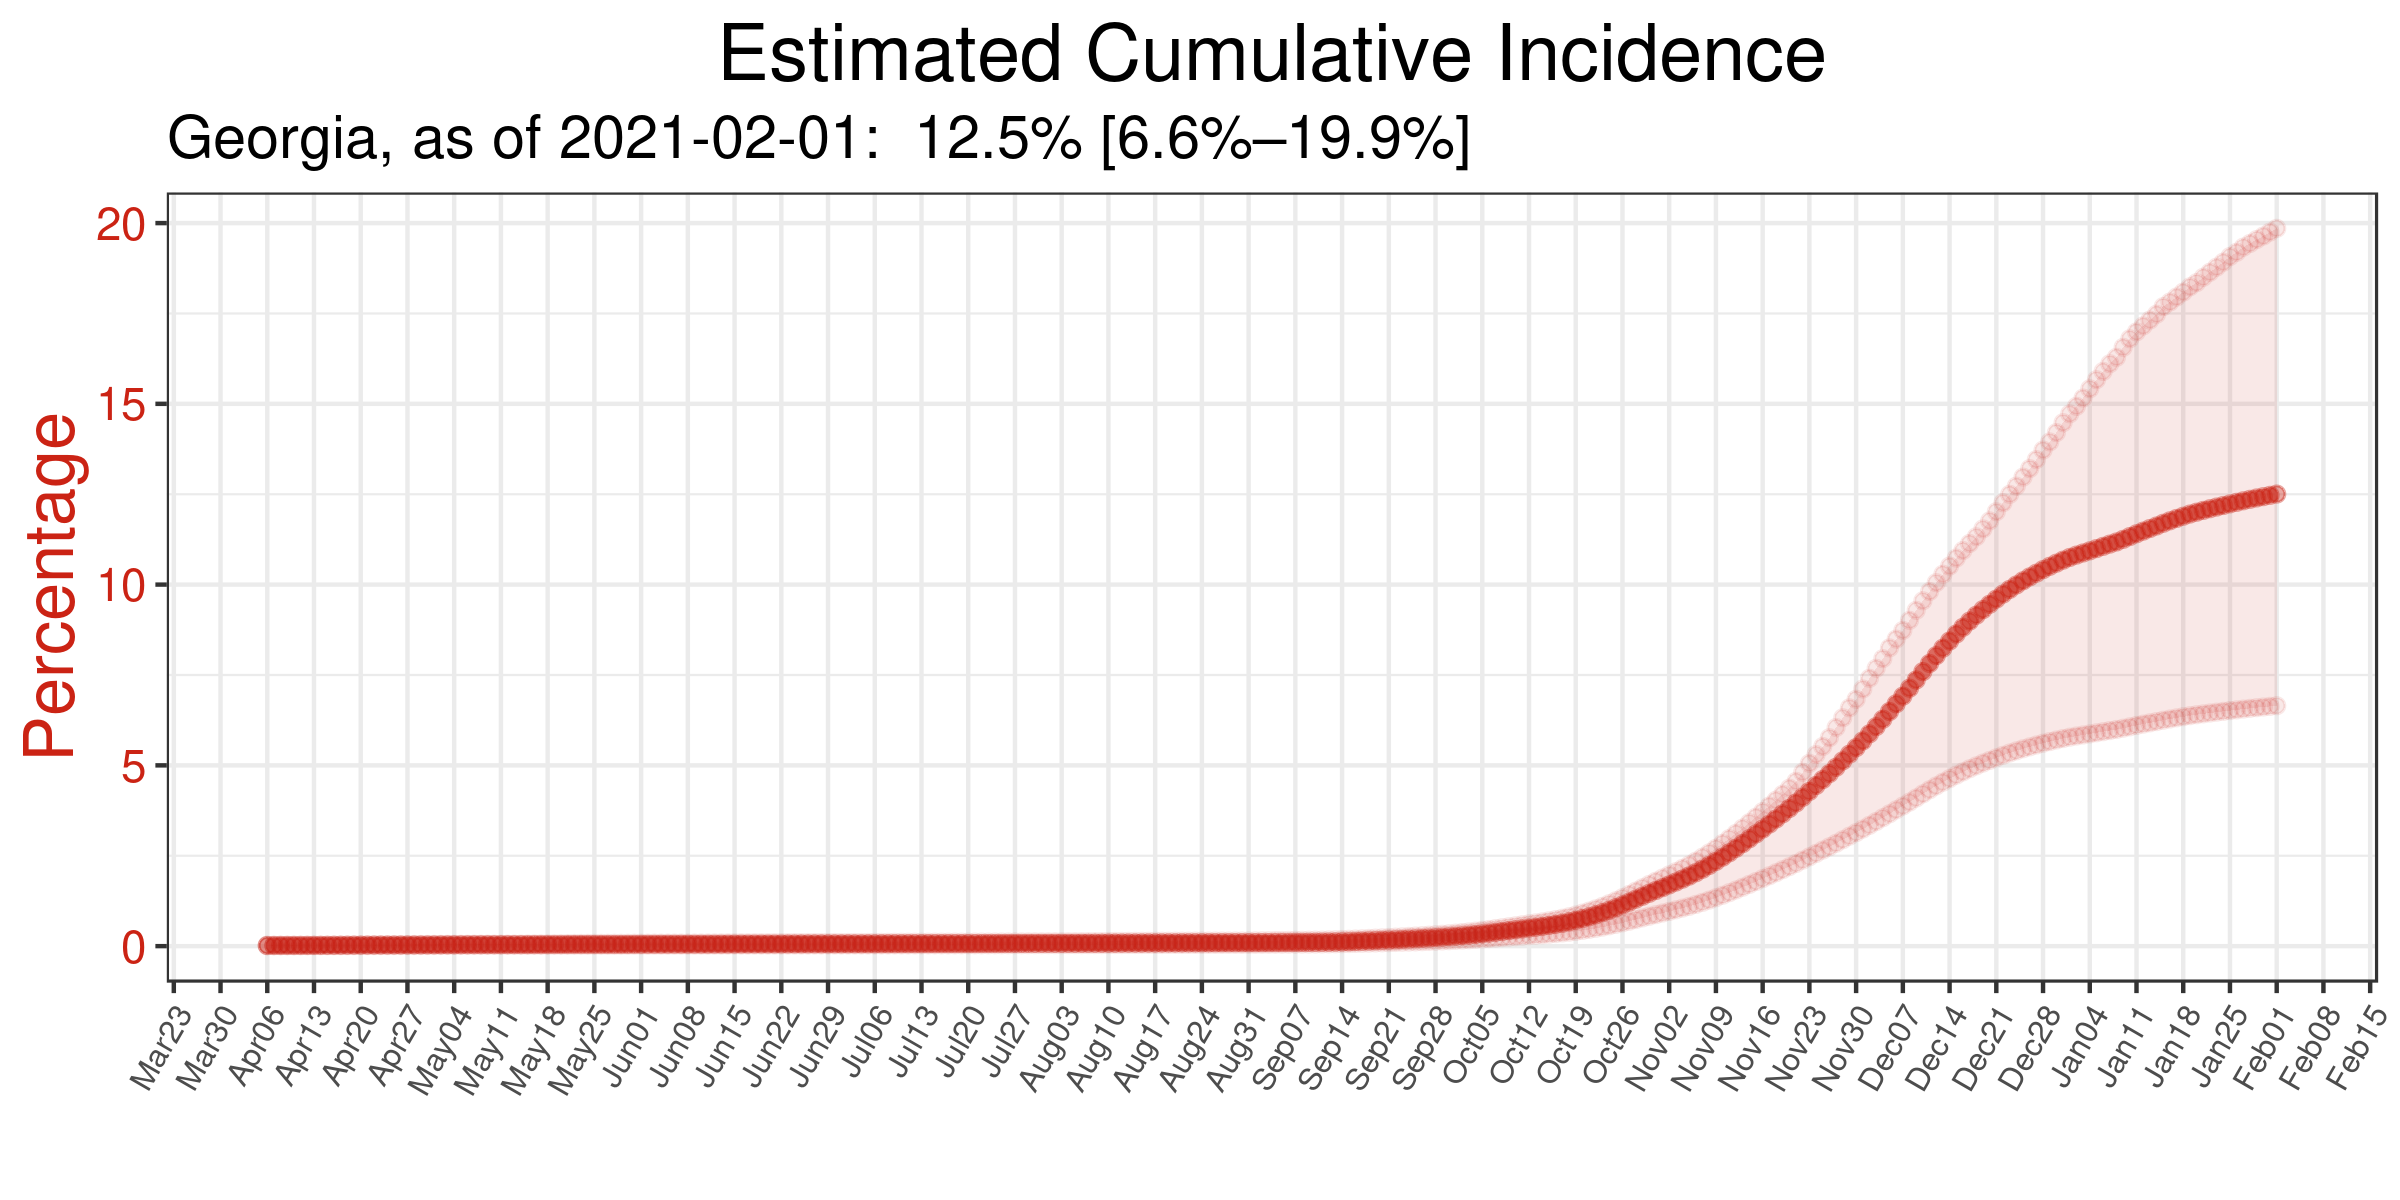 Estimated Cumulative Incidence
Georgia, as of 2021-02-01:  12.5% [6.6%–19.9%]
Percentage
20
15
10
5
0
Mar23
Mar30
Apr06
Apr13
Apr20
Apr27
May04
May11
May18
May25
Jun01
Jun08
Jun15
Jun22
Jun29
Jul06
Jul13
Jul20
Jul27
Aug03
Aug10
Aug17
Aug24
Aug31
Sep07
Sep14
Sep21
Sep28
Oct05
Oct12
Oct19
Oct26
Nov02
Nov09
Nov16
Nov23
Nov30
Dec07
Dec14
Dec21
Dec28
Jan04
Jan11
Jan18
Jan25
Feb01
Feb08
Feb15